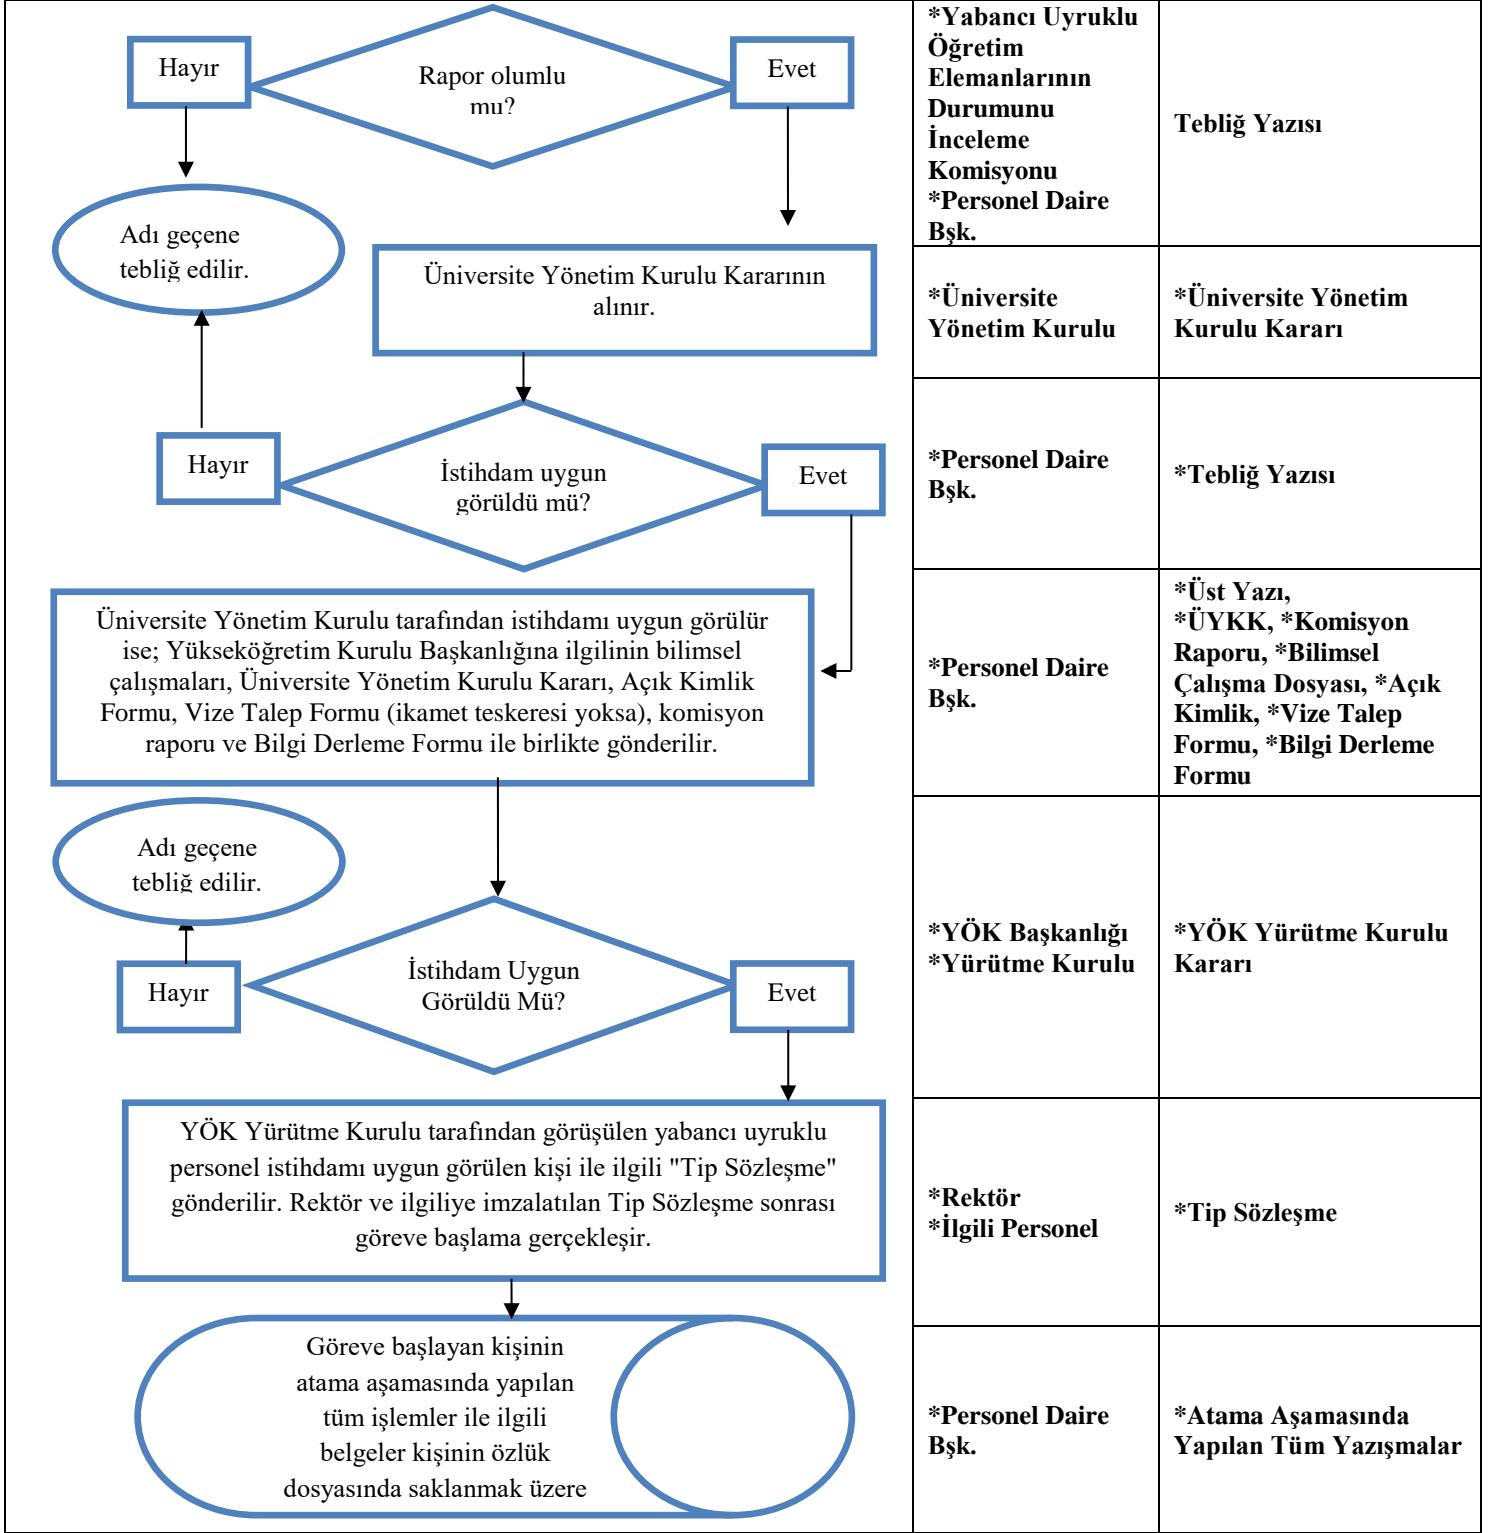 Hayır
Rapor olumlu
mu?
Evet
Adı geçene
tebliğ edilir.
*Yabancı Uyruklu
Öğretim
Elemanlarının
Durumunu
İnceleme
Komisyonu
*Personel Daire
Bşk.
Tebliğ Yazısı
Üniversite Yönetim Kurulu Kararının
alınır.
*Üniversite
Yönetim Kurulu
*Üniversite Yönetim
Kurulu Kararı
Hayır
İstihdam uygun
görüldü mü?
Evet
*Personel Daire
Bşk.
*Tebliğ Yazısı
Üniversite Yönetim Kurulu tarafından istihdamı uygun görülür
ise; Yükseköğretim Kurulu Başkanlığına ilgilinin bilimsel
çalışmaları, Üniversite Yönetim Kurulu Kararı, Açık Kimlik
Formu, Vize Talep Formu (ikamet teskeresi yoksa), komisyon
raporu ve Bilgi Derleme Formu ile birlikte gönderilir.
*Personel Daire
Bşk.
*Üst Yazı,
*ÜYKK, *Komisyon
Raporu, *Bilimsel
Çalışma Dosyası, *Açık
Kimlik, *Vize Talep
Formu, *Bilgi Derleme
Formu
Adı geçene
tebliğ edilir.
Hayır
İstihdam Uygun
Görüldü Mü?
Evet
*YÖK Başkanlığı
*Yürütme Kurulu
*YÖK Yürütme Kurulu
Kararı
YÖK Yürütme Kurulu tarafından görüşülen yabancı uyruklu
personel istihdamı uygun görülen kişi ile ilgili "Tip Sözleşme"
gönderilir. Rektör ve ilgiliye imzalatılan Tip Sözleşme sonrası
göreve başlama gerçekleşir.
*Rektör
*İlgili Personel
*Tip Sözleşme
Göreve başlayan kişinin
atama aşamasında yapılan
tüm işlemler ile ilgili
belgeler kişinin özlük
dosyasında saklanmak üzere
*Personel Daire
Bşk.
*Atama Aşamasında
Yapılan Tüm Yazışmalar